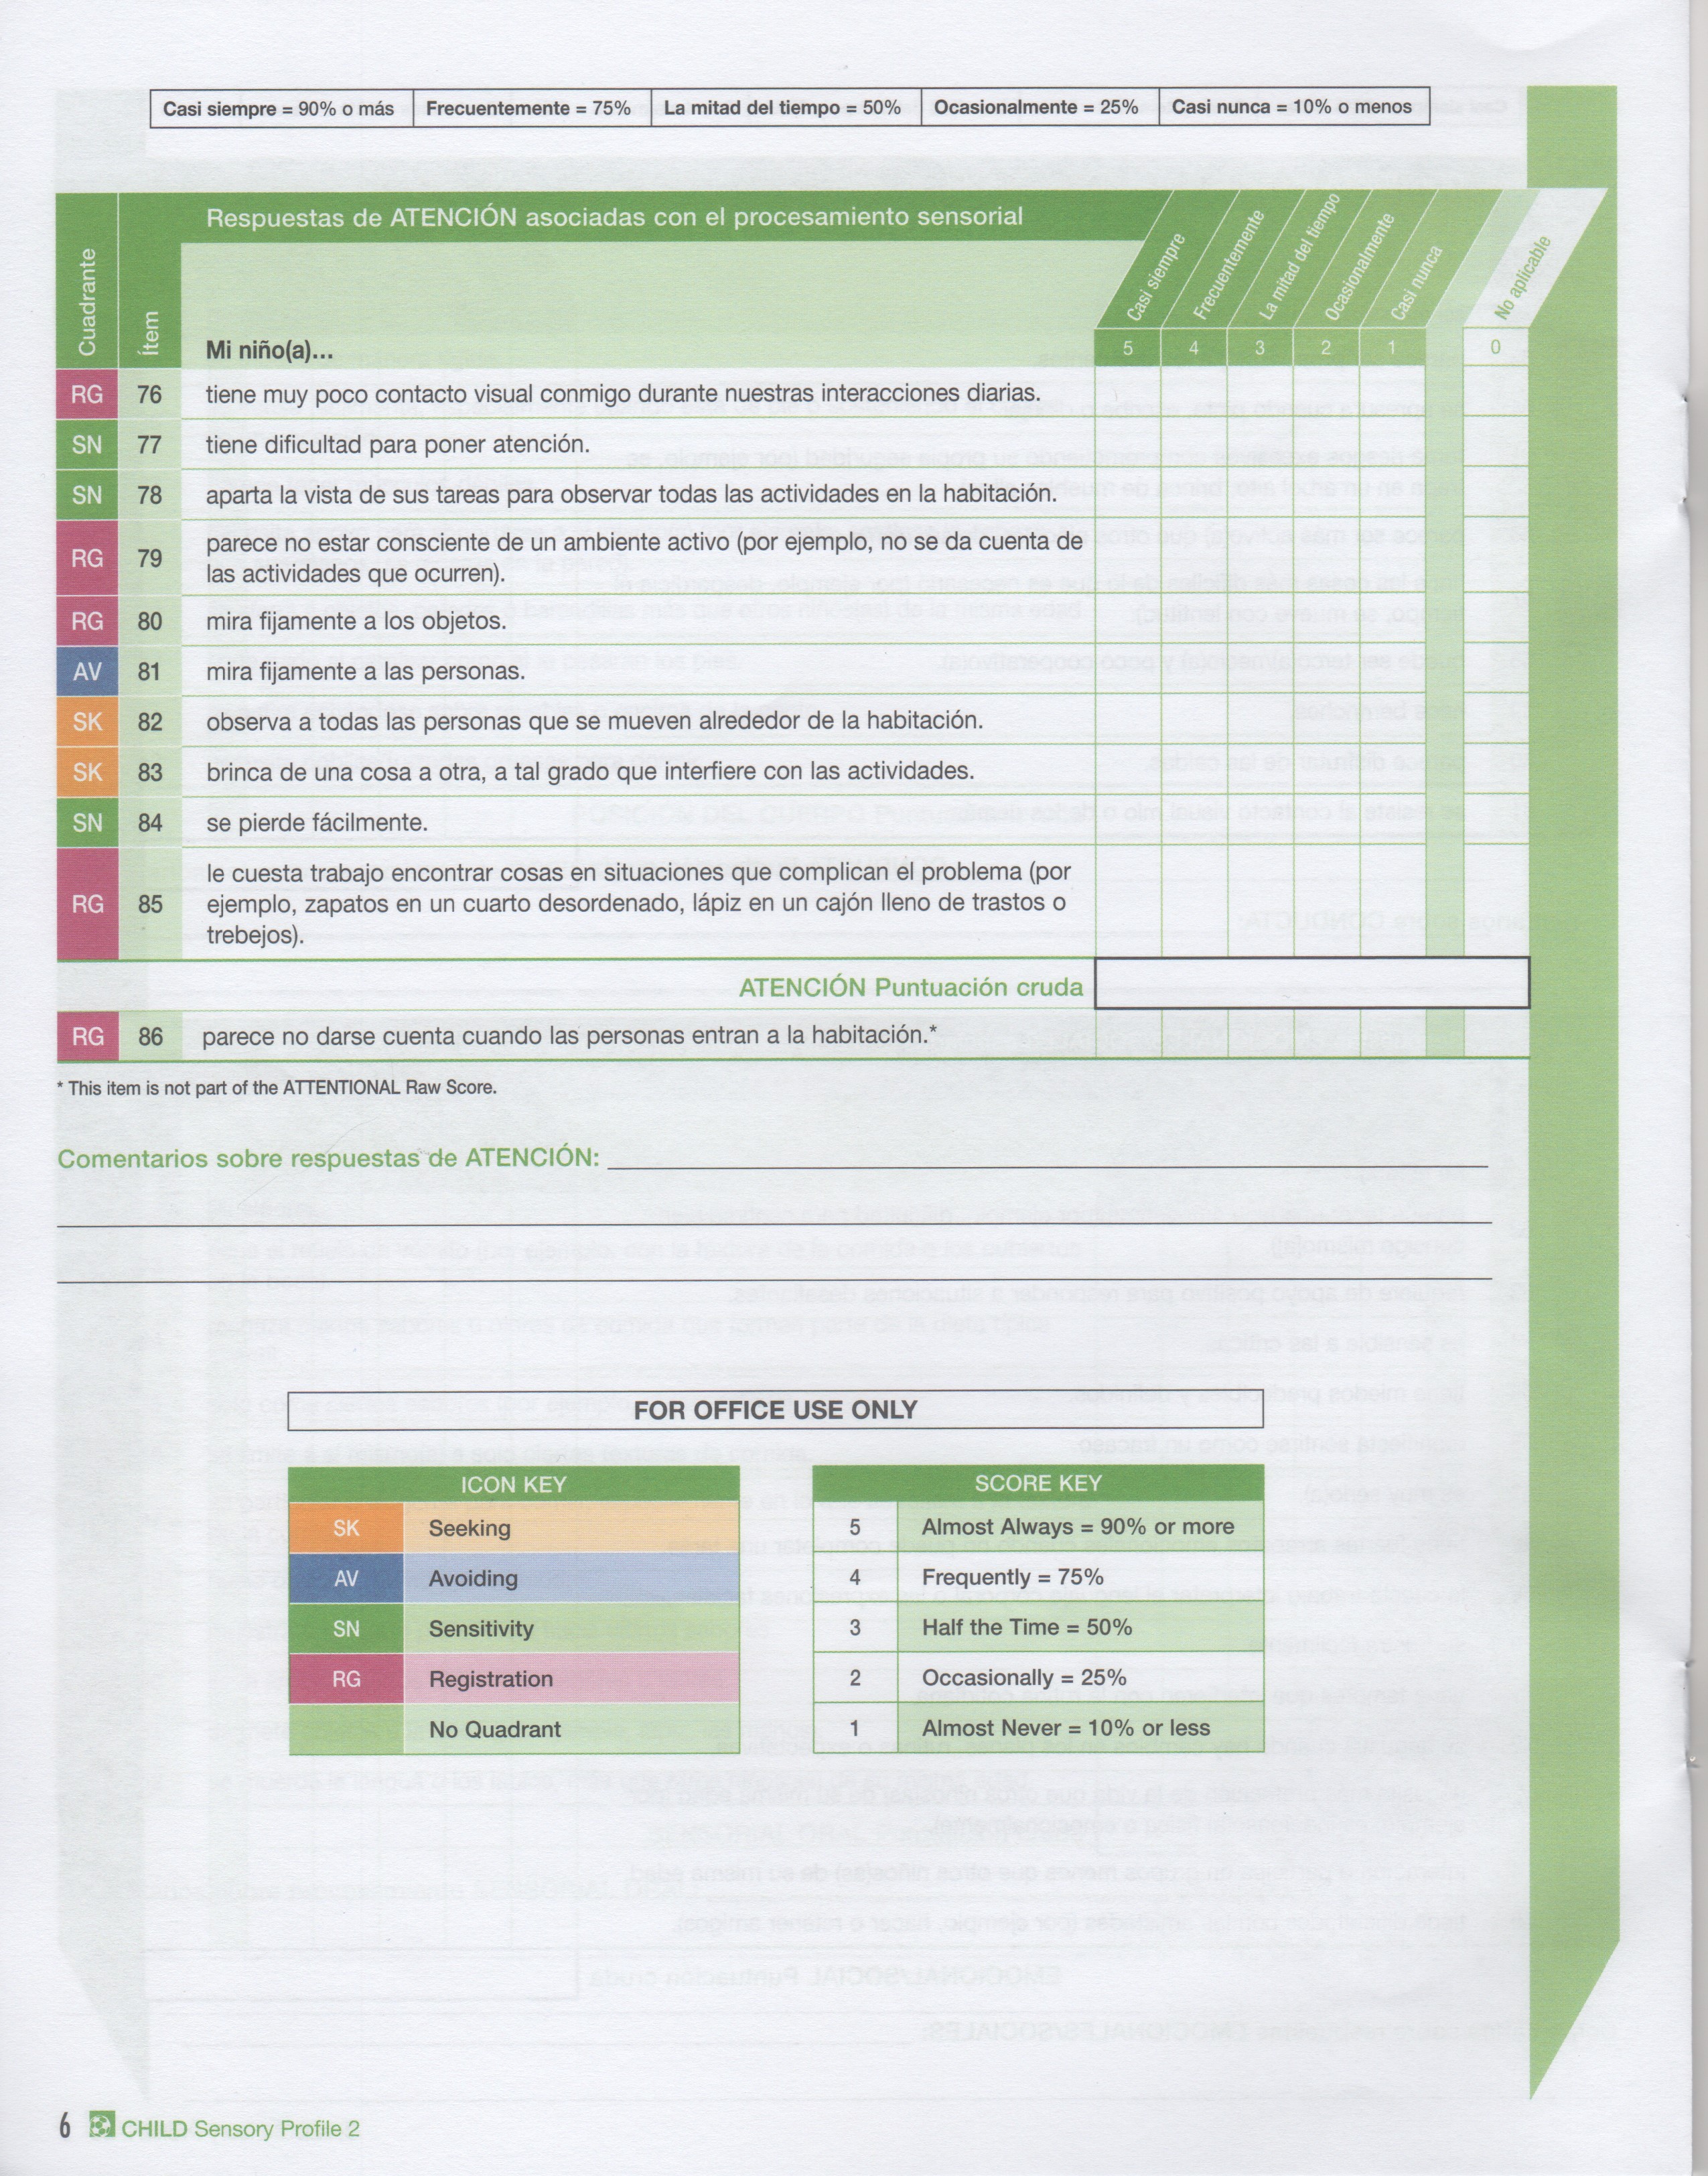 Casi siempre = 90% o más Frecuentemente = 75% La mitad del tiempo = 50% Ocasionalmente = 25% Casi nunca = 10% o menos
Cuadrante
Ítem
Respuestas de ATENCIÓN asociadas con el procesamiento sensorial
Casi siempre
Frecuentemente
La mitad del tiempo
Ocasionalmente
Casi nunca
No aplicable
Mi niño(a)... 5 4 3 2 1 0
RG 76 tiene muy poco contacto visual conmigo durante nuestras interacciones diarias.
SN 77 tiene dificultad para poner atención.
SN 78 aparta la vista de sus tareas para observar todas las actividades en la habitación.
RG 79 parece no estar consciente de un ambiente activo (por ejemplo, no se da cuenta de
las actividades que ocurren).
RG 80 mira fijamente a los objetos.
AV 81 mira fijamente a las personas.
SK 82 observa a todas las personas que se mueven alrededor de la habitación.
SK 83 brinca de una cosa a otra, a tal grado que interfiere con las actividades.
SN 84 se pierde fácilmente.
RG 85 le cuesta trabajo encontrar cosas en situaciones que complican el problema (por
ejemplo, zapatos en un cuarto desordenado, lápiz en un cajón lleno de trastos o
trebejos).
ATENCIÓN Puntuación cruda
RG 86 parece no darse cuenta cuando las personas entran a la habitación.*
* This item is not part of the ATTENTIONAL Raw Score.
Comentarios sobre respuestas de ATENCIÓN:
FOR OFFICE USE ONLY
ICON KEY
SK Seeking
AV Avoiding
SN Sensitivity
RG Registration
No Quadrant
SCORE KEY
5 Almost Always = 90% or more
4 Frequently = 75%
3 Half the Time = 50%
2 Occasionally = 25%
1 Almost Never = 10% or less
6 CHILD Sensory Profile 2